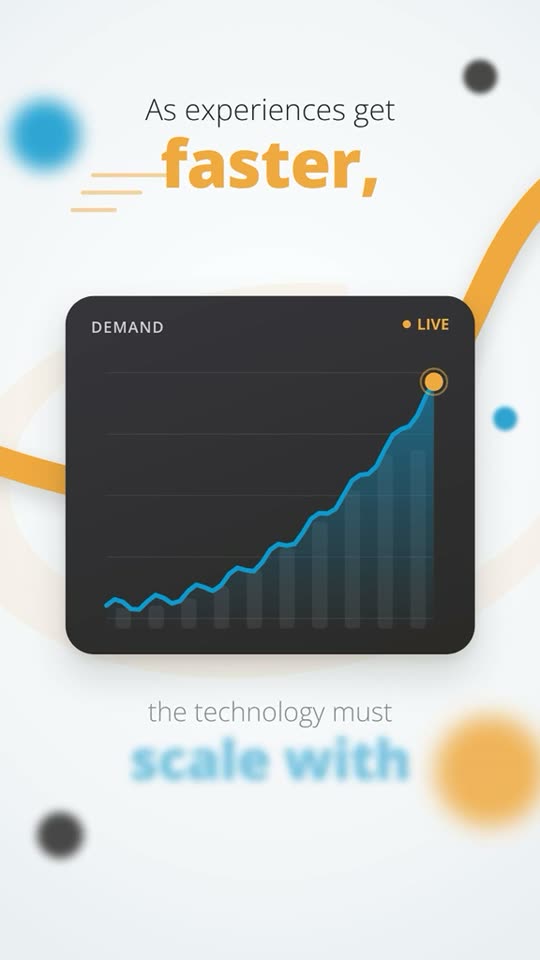 As experiences get
faster,
DEMAND
LIVE
the technology must
scale with